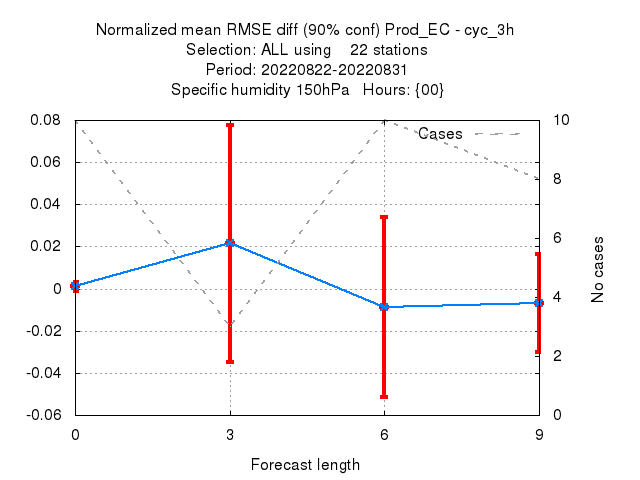 Normalized mean RMSE diff (90% conf) Prod_EC - cyc_3h
Selection: ALL using    22 stations
Period: 20220822-20220831
Specific humidity 150hPa   Hours: {00}
Cases
0.08
0.06
0.04
0.02
0
-0.02
-0.04
-0.06
10
8
6
4
2
0
No cases
0
3
6
9
Forecast length